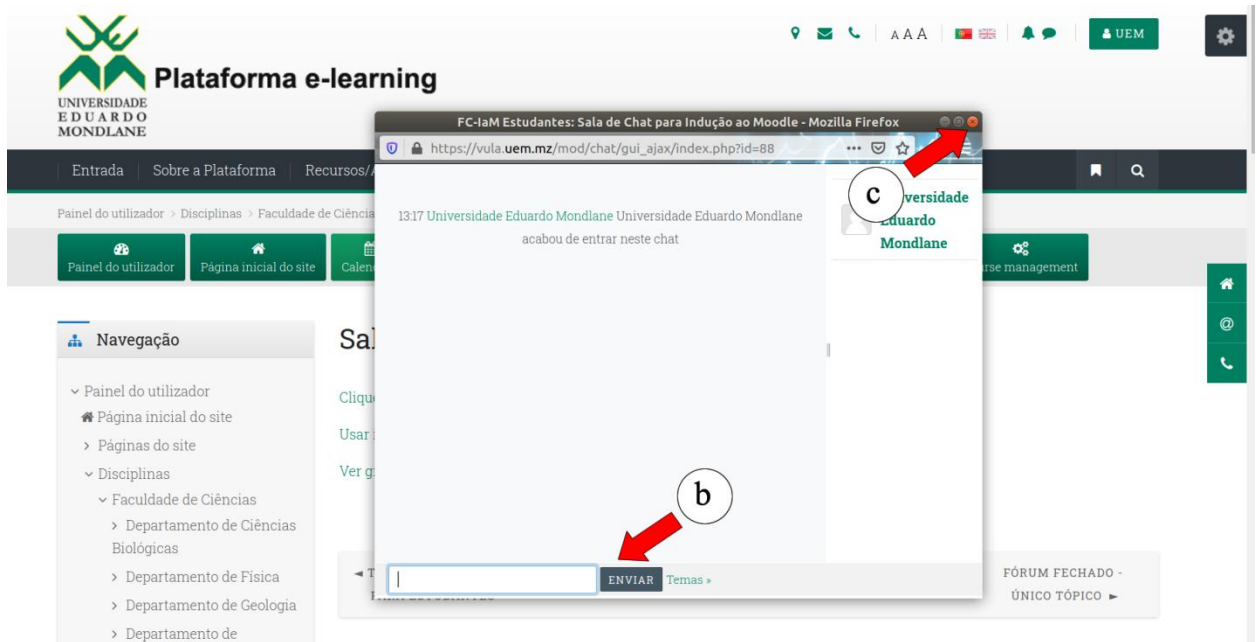 A A A
UEM
Plataforma e-learning
UNIVERSIDADE
EDUARDO
MONDLANE
FC-IaM Estudantes: Sala de Chat para Indução ao Moodle - Mozilla Firefox
https://vula.uem.mz/mod/chat/gui_ajax/index.php?id=88
Entrada
Sobre a Plataforma
Recursos/
c
Painel do utilizador > Disciplinas > Faculdade de Ciência
13:17 Universidade Eduardo Mondlane Universidade Eduardo Mondlane
acabou de entrar neste chat
versidade
Eduardo
Mondlane
Painel do utilizador
Página inicial do site
Calen
rse management
Navegação
Sal
Painel do utilizador
Página inicial do site
Páginas do site
Disciplinas
Faculdade de Ciências
Departamento de Ciências
Biológicas
Departamento de Física
Departamento de Geologia
Departamento de
Cliqu
Usar
Ver g
b
ENVIAR
Temas »
◄ T
FÓRUM FECHADO -
ÚNICO TÓPICO ►